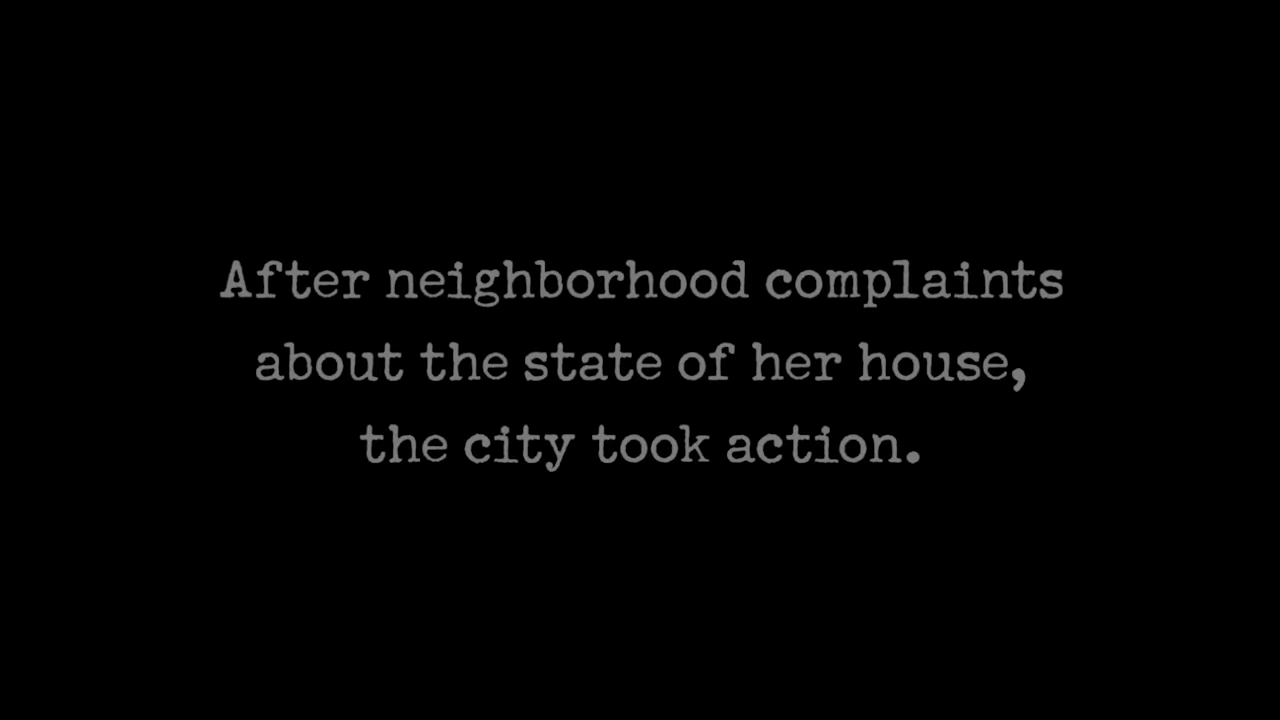 After neighborhood complaints
about the state of her house,
the city took action.